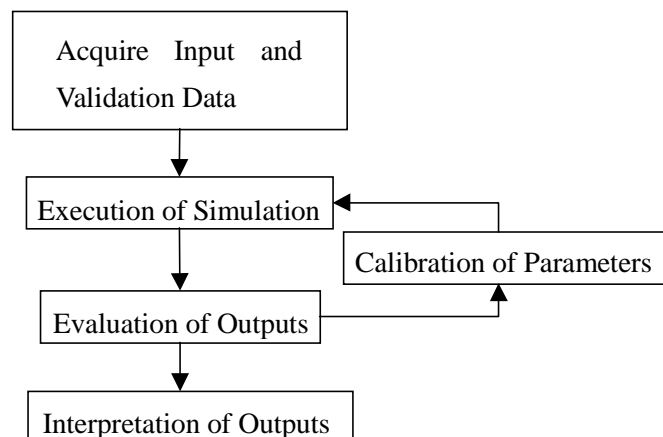 Acquire Input and
Validation Data
Execution of Simulation
Calibration of Parameters
Evaluation of Outputs
Interpretation of Outputs